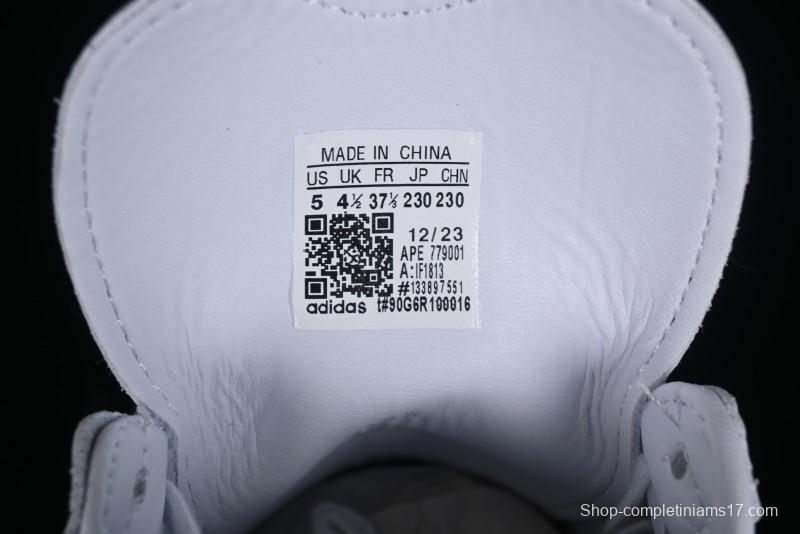 MADE IN CHINA
US UK FR JP CHN
5 4½ 37⅓ 230 230
12/23
APE 779001
A:IF1813
#133897551
adidas t#90G6R199916
Shop-completiniams17.com